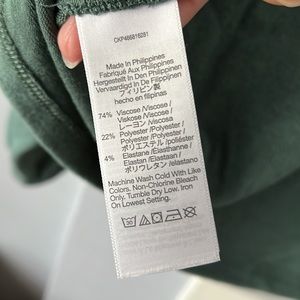 CKP486816281
Made in Philippines
Fabriqué Aux Philippines
Hergestellt In Den Philippinen
Vervaardigd In De Filippijnen
フィリピン製
hecho en filipinas
74% Viscose /Viscose /
Viskose /Viscose /
レーヨン /Viscosa
22% Polyester /Polyester /
Polyester /Polyester /
ポリエステル /poliéster
4% Elastane /Élasthanne /
Elastan /Elastaan /
ポリウレタン /elastano
Machine Wash Cold With Like
Colors. Non-Chlorine Bleach
Only. Tumble Dry Low. Iron
On Lowest Setting.